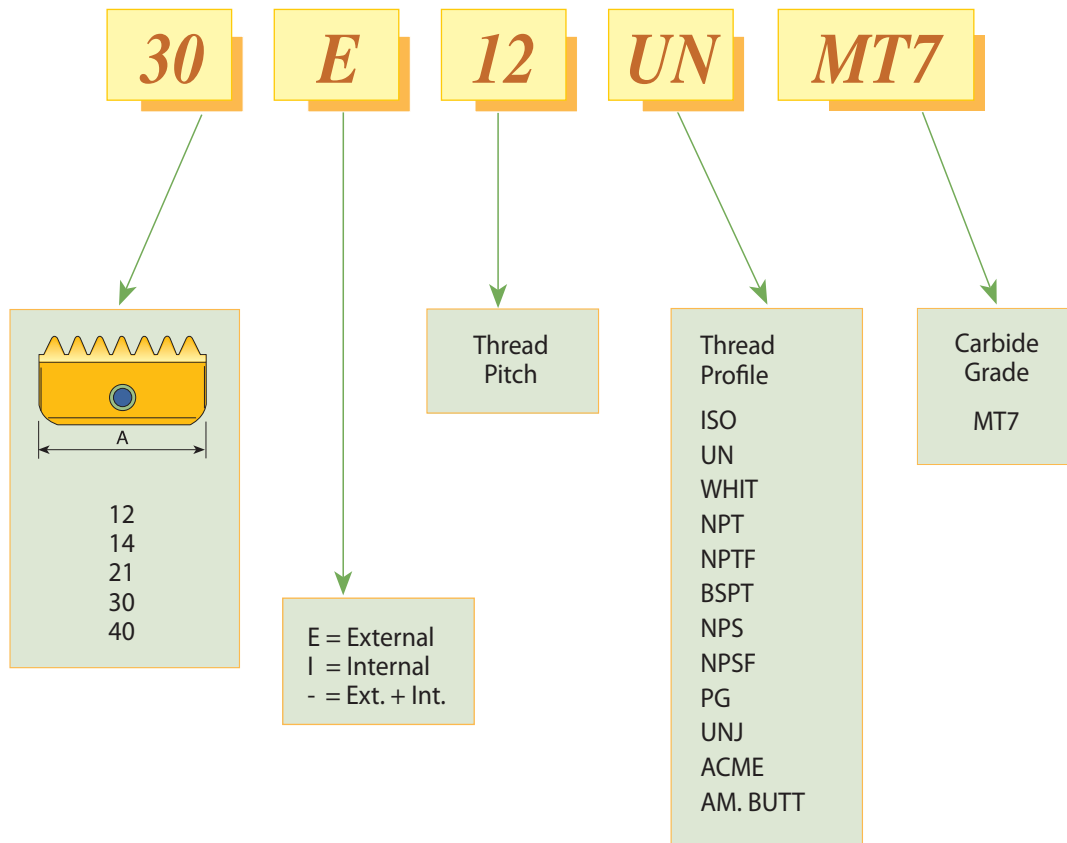 30 E 12 UN MT7
A
12
14
21
30
40
E = External
I = Internal
- = Ext. + Int.
Thread
Pitch
Thread
Profile
ISO
UN
WHIT
NPT
NPTF
BSPT
NPS
NPSF
PG
UNJ
ACME
AM. BUTT
Carbide
Grade
MT7